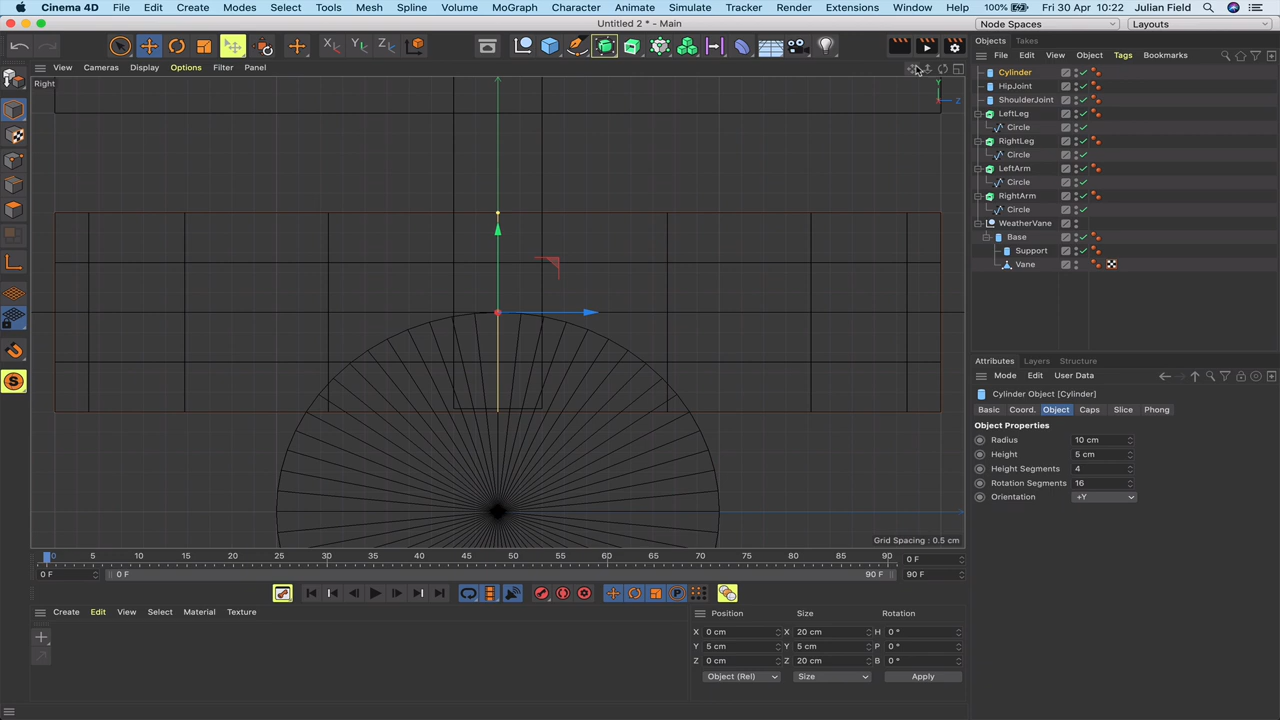 Cinema 4D File Edit Create Modes Select Tools Spline Mesh Volume MoGraph Character Animate Simulate Tracker Render Extensions Window Help 100% Fri 30 Apr 10:22 Julian Field
Untitled 2 * - Main
Node Spaces Layouts
Objects Takes
File Edit View Object Tags Bookmarks
View Cameras Display Options Filter Panel
Right
Y
Z
Cylinder
HipJoint
ShoulderJoint
LeftLeg
Circle
RightLeg
Circle
LeftArm
Circle
RightArm
Circle
WeatherVane
Base
Support
Vane
Attributes Layers Structure
Mode Edit User Data
Cylinder Object [Cylinder]
Basic Coord. Object Caps Slice Phong
Object Properties
Radius 10 cm
Height 5 cm
Height Segments 4
Rotation Segments 16
Orientation +Y
Grid Spacing : 0.5 cm
0 5 10 15 20 25 30 35 40 45 50 55 60 65 70 75 80 85 90 0 F
0 F 0 F 90 F 90 F
Create Edit View Select Material Texture
Position Size Rotation
X 0 cm X 20 cm H 0 °
Y 5 cm Y 5 cm P 0 °
Z 0 cm Z 20 cm B 0 °
Object (Rel) Size Apply